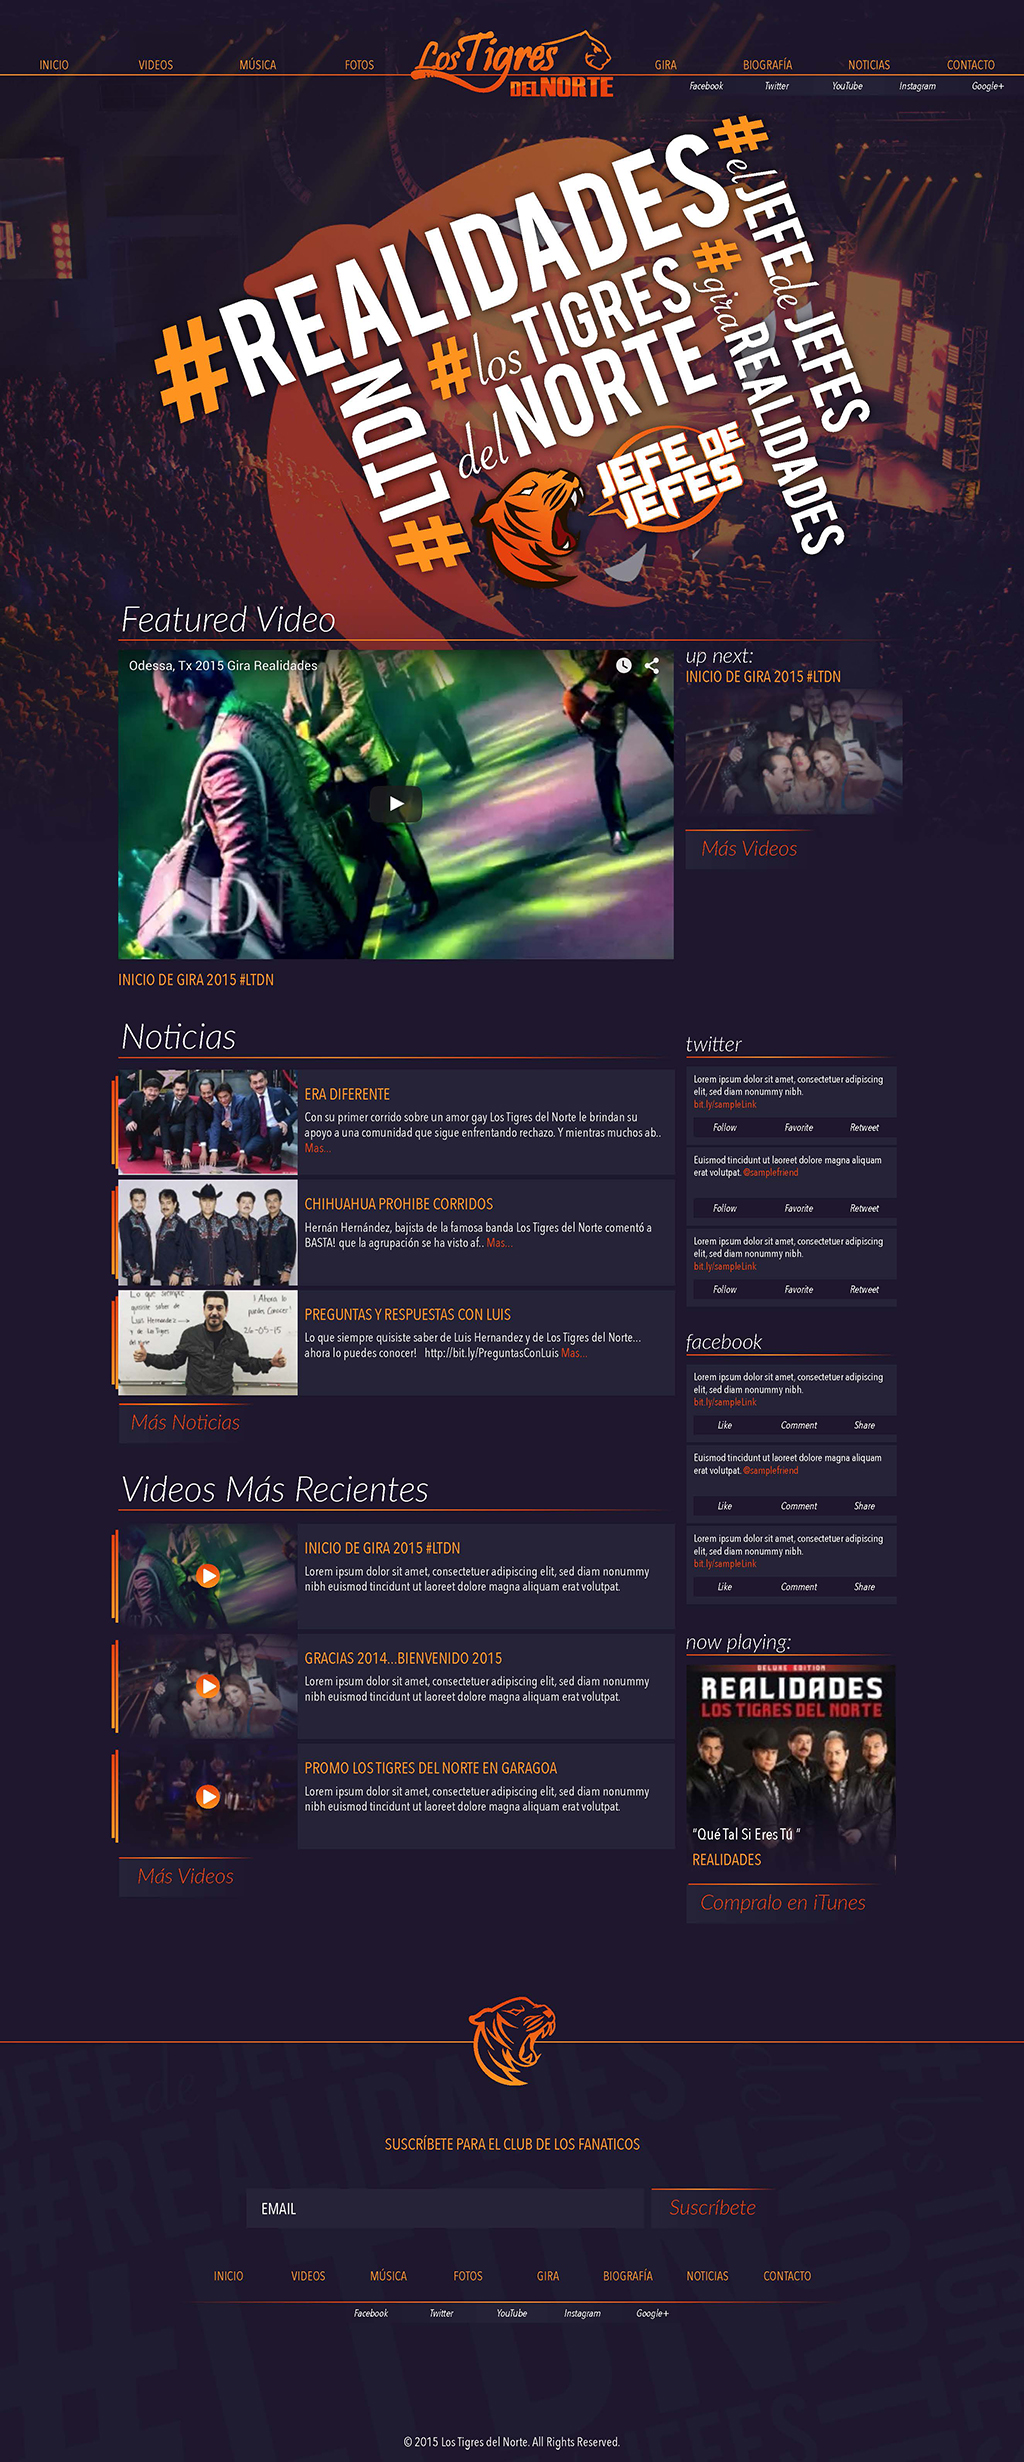 INICIO VIDEOS MÚSICA FOTOS
Los Tigres
DEL NORTE
GIRA BIOGRAFÍA NOTICIAS CONTACTO
Facebook Twitter YouTube Instagram Google+
#REALIDADES
#LTDN
#los TIGRES
del NORTE
#el JEFE de JEFES
#gira REALIDADES
JEFE DE
JEFES
Featured Video
Odessa, Tx 2015 Gira Realidades
INICIO DE GIRA 2015 #LTDN
up next:
INICIO DE GIRA 2015 #LTDN
Más Videos
Noticias
ERA DIFERENTE
Con su primer corrido sobre un amor gay Los Tigres del Norte le brindan su
apoyo a una comunidad que sigue enfrentando rechazo. Y mientras muchos ab..
Mas...
CHIHUAHUA PROHIBE CORRIDOS
Hernán Hernández, bajista de la famosa banda Los Tigres del Norte comentó a
BASTA! que la agrupación se ha visto af.. Mas...
Lo que siempre
quisiste saber de
Luis Hernandez
y de los Tigres
del norte
¡Ahora lo
puedes Conocer!
26-05-15
PREGUNTAS Y RESPUESTAS CON LUIS
Lo que siempre quisiste saber de Luis Hernandez y de Los Tigres del Norte...
ahora lo puedes conocer! http://bit.ly/PreguntasConLuis Mas...
Más Noticias
Videos Más Recientes
INICIO DE GIRA 2015 #LTDN
Lorem ipsum dolor sit amet, consectetuer adipiscing elit, sed diam nonummy
nibh euismod tincidunt ut laoreet dolore magna aliquam erat volutpat.
GRACIAS 2014...BIENVENIDO 2015
Lorem ipsum dolor sit amet, consectetuer adipiscing elit, sed diam nonummy
nibh euismod tincidunt ut laoreet dolore magna aliquam erat volutpat.
PROMO LOS TIGRES DEL NORTE EN GARAGOA
Lorem ipsum dolor sit amet, consectetuer adipiscing elit, sed diam nonummy
nibh euismod tincidunt ut laoreet dolore magna aliquam erat volutpat.
Más Videos
twitter
Lorem ipsum dolor sit amet, consectetuer adipiscing
elit, sed diam nonummy nibh.
bit.ly/sampleLink
Follow Favorite Retweet
Euismod tincidunt ut laoreet dolore magna aliquam
erat volutpat. @samplefriend
Follow Favorite Retweet
Lorem ipsum dolor sit amet, consectetuer adipiscing
elit, sed diam nonummy nibh.
bit.ly/sampleLink
Follow Favorite Retweet
facebook
Lorem ipsum dolor sit amet, consectetuer adipiscing
elit, sed diam nonummy nibh.
bit.ly/sampleLink
Like Comment Share
Euismod tincidunt ut laoreet dolore magna aliquam
erat volutpat. @samplefriend
Like Comment Share
Lorem ipsum dolor sit amet, consectetuer adipiscing
elit, sed diam nonummy nibh.
bit.ly/sampleLink
Like Comment Share
now playing:
DELUXE EDITION
REALIDADES
LOS TIGRES DEL NORTE
"Qué Tal Si Eres Tú "
REALIDADES
Compralo en iTunes
SUSCRÍBETE PARA EL CLUB DE LOS FANATICOS
EMAIL
Suscríbete
INICIO VIDEOS MÚSICA FOTOS GIRA BIOGRAFÍA NOTICIAS CONTACTO
Facebook Twitter YouTube Instagram Google+
© 2015 Los Tigres del Norte. All Rights Reserved.